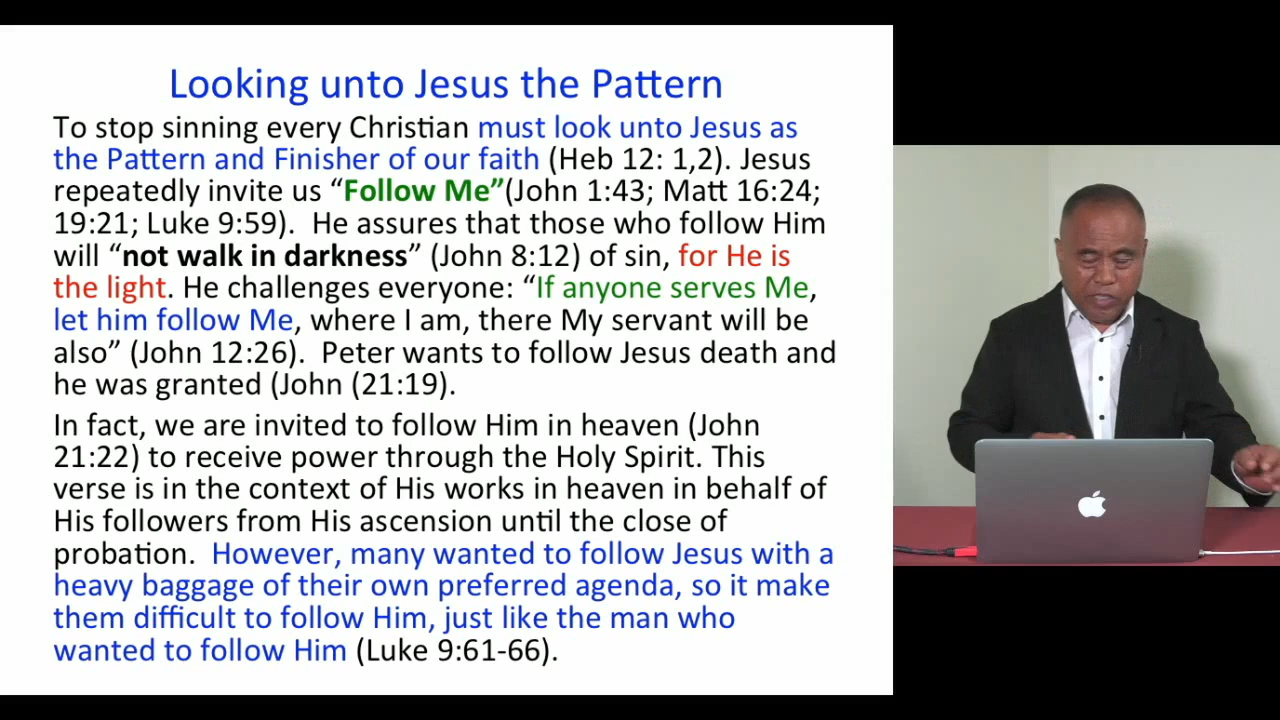 Looking unto Jesus the Pattern
To stop sinning every Christian must look unto Jesus as
the Pattern and Finisher of our faith (Heb 12: 1,2). Jesus
repeatedly invite us “Follow Me”(John 1:43; Matt 16:24;
19:21; Luke 9:59).  He assures that those who follow Him
will “not walk in darkness” (John 8:12) of sin, for He is
the light. He challenges everyone: “If anyone serves Me,
let him follow Me, where I am, there My servant will be
also” (John 12:26).  Peter wants to follow Jesus death and
he was granted (John (21:19).
In fact, we are invited to follow Him in heaven (John
21:22) to receive power through the Holy Spirit. This
verse is in the context of His works in heaven in behalf of
His followers from His ascension until the close of
probation.  However, many wanted to follow Jesus with a
heavy baggage of their own preferred agenda, so it make
them difficult to follow Him, just like the man who
wanted to follow Him (Luke 9:61-66).